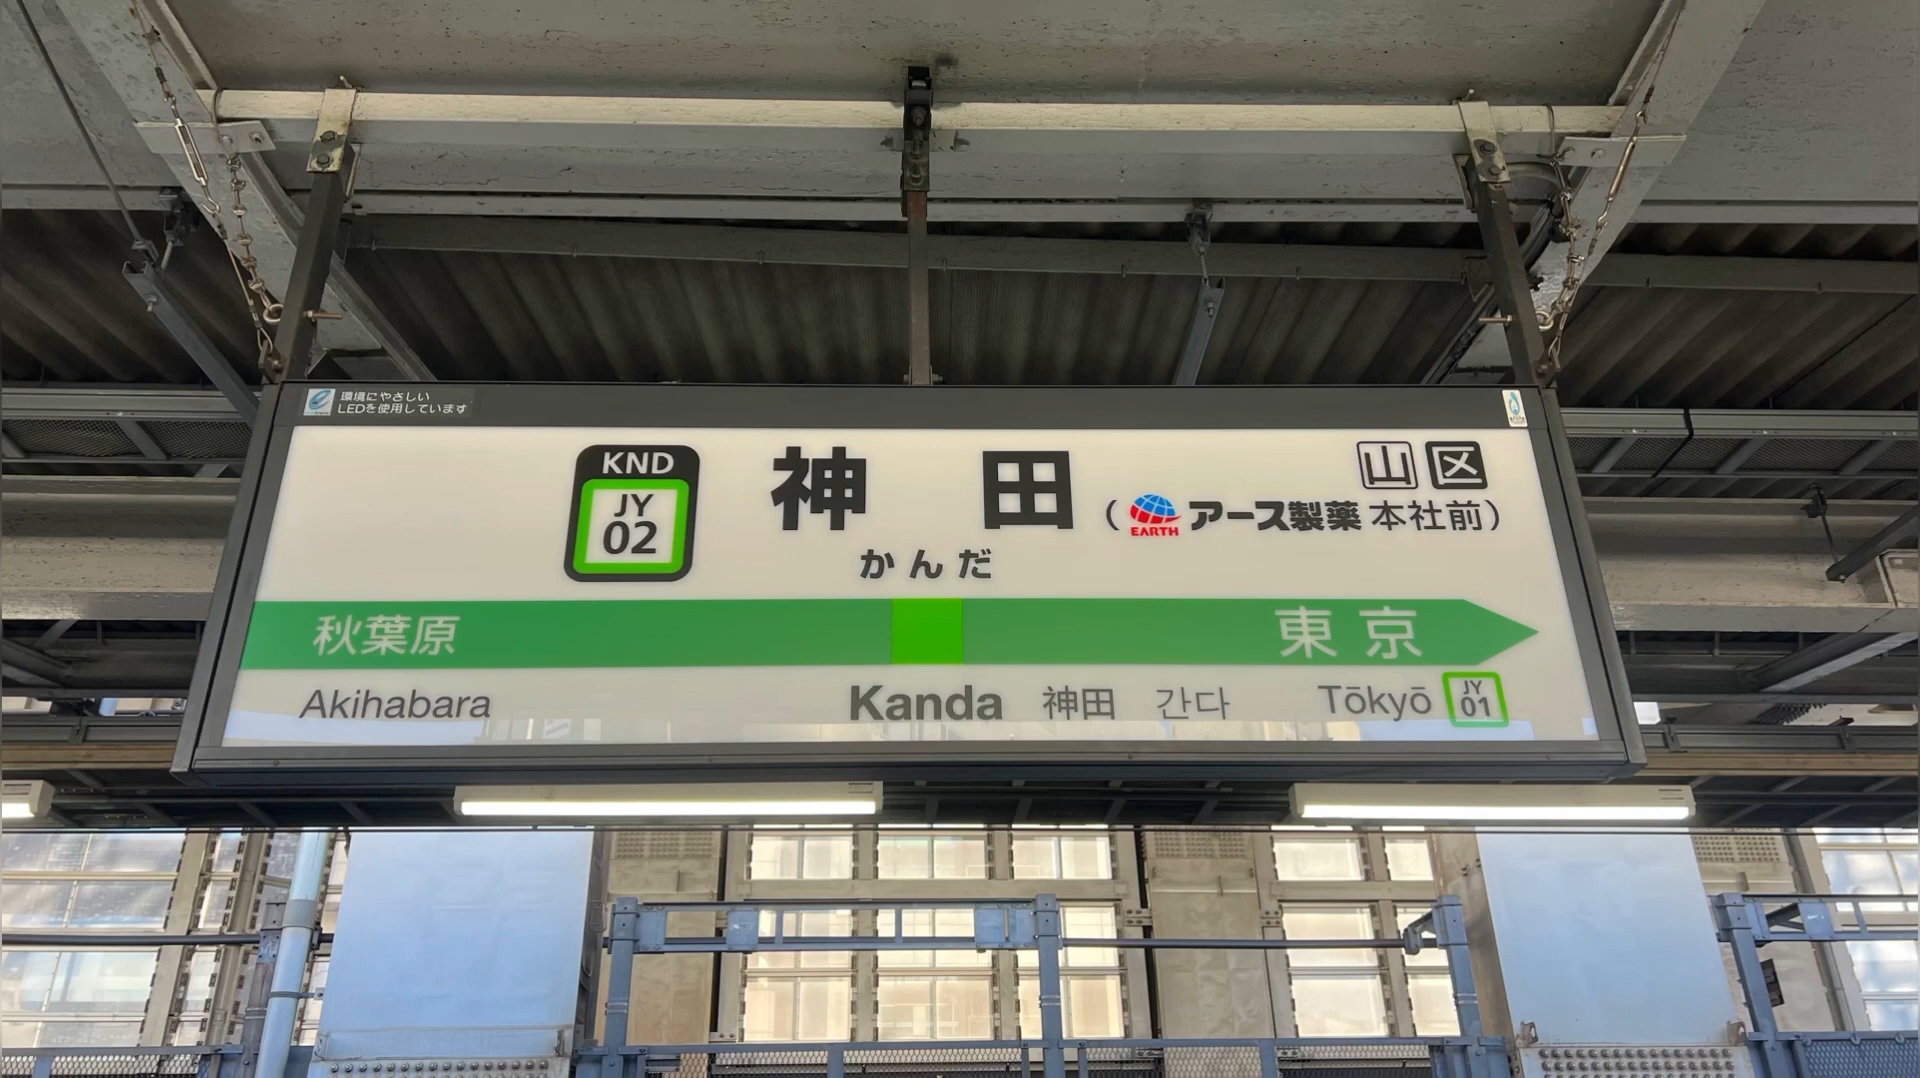 環境にやさしい
LEDを使用しています
KND
JY
02
神田
山 区
(EARTH アース製薬 本社前)
かんだ
秋葉原
東京
Akihabara
Kanda 神田 간다
Tōkyō JY 01